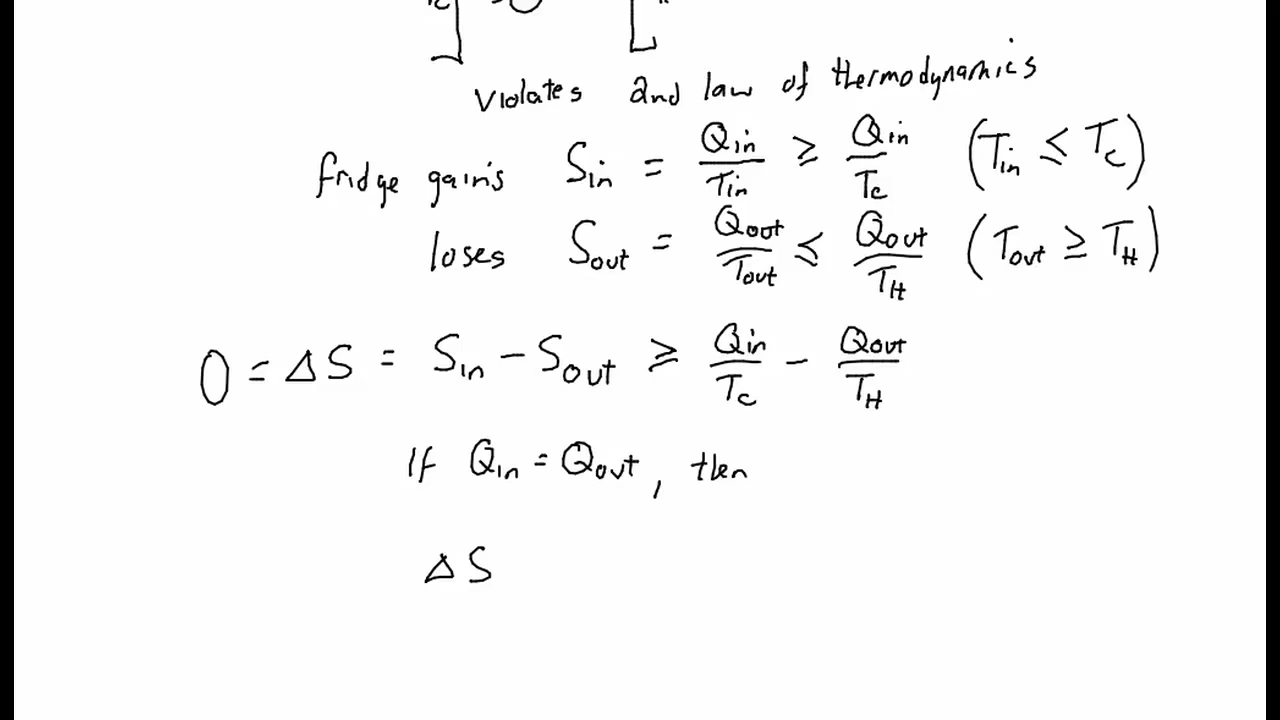 Violates 2nd law of thermodynamics
fridge gains S_in = Q_in/T_in ≥ Q_in/T_C (T_in ≤ T_C)
loses S_out = Q_out/T_out ≤ Q_out/T_H (T_out ≥ T_H)
0 = ΔS = S_in − S_out ≥ Q_in/T_C − Q_out/T_H
If Q_in = Q_out, then
ΔS